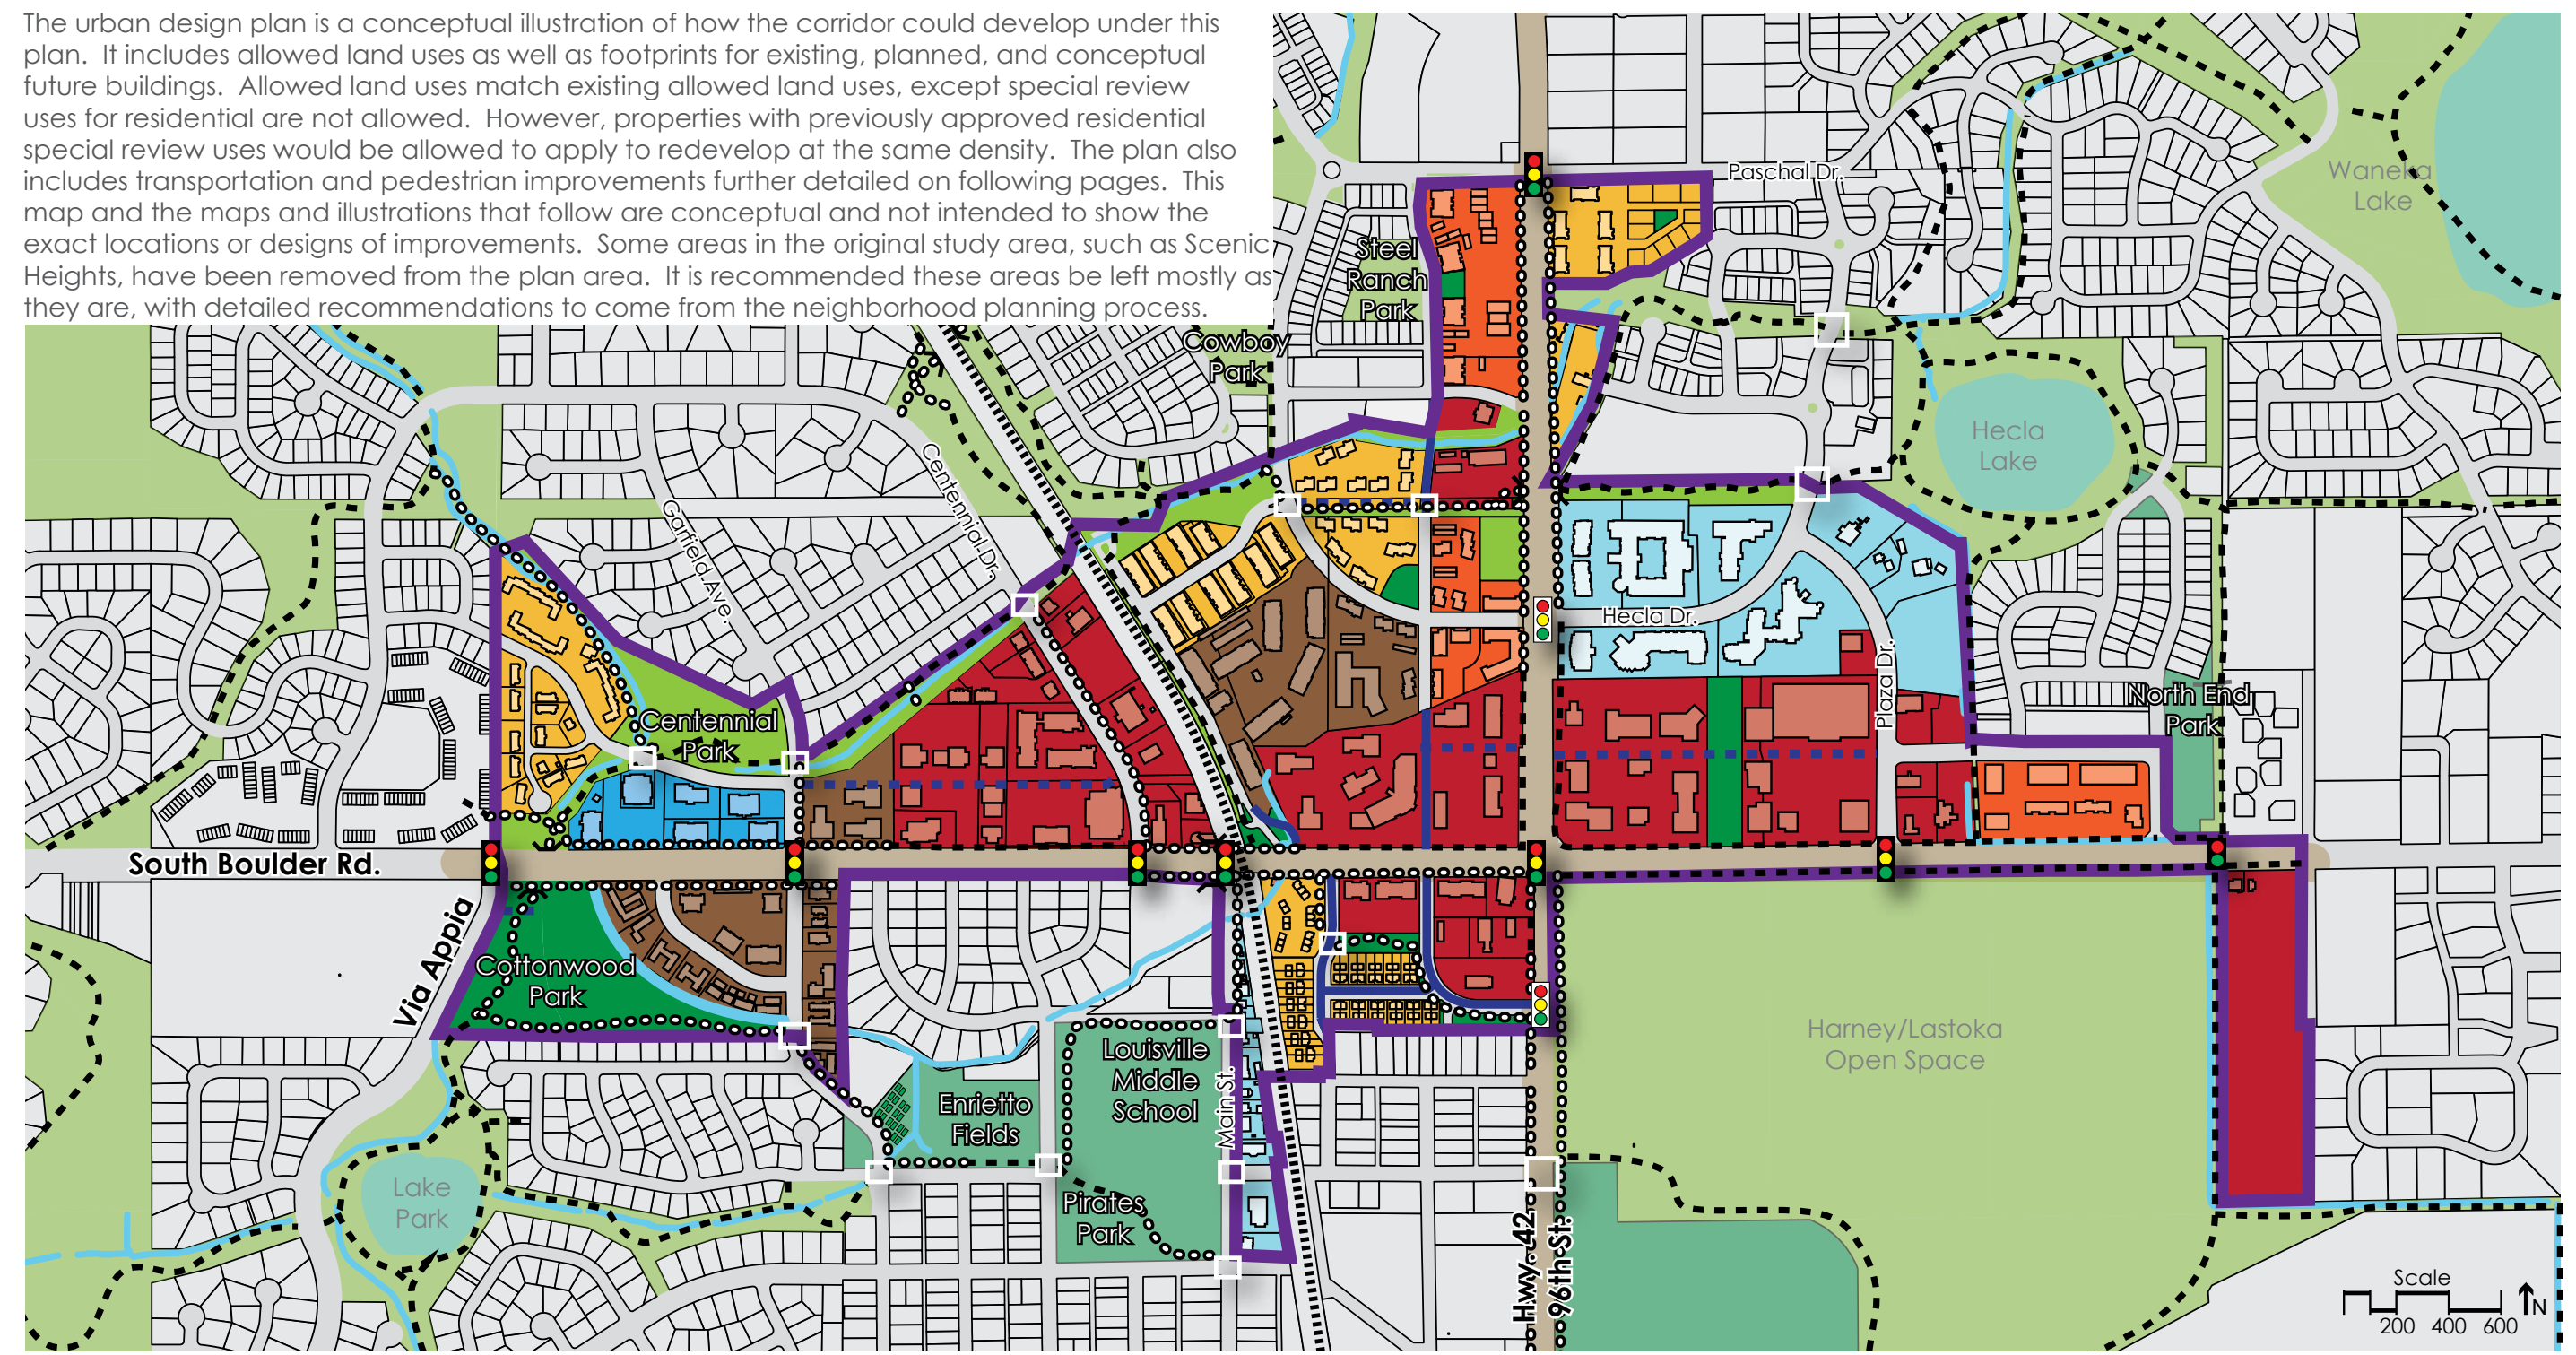 The urban design plan is a conceptual illustration of how the corridor could develop under this
plan.  It includes allowed land uses as well as footprints for existing, planned, and conceptual
future buildings.  Allowed land uses match existing allowed land uses, except special review
uses for residential are not allowed.  However, properties with previously approved residential
special review uses would be allowed to apply to redevelop at the same density.  The plan also
includes transportation and pedestrian improvements further detailed on following pages.  This
map and the maps and illustrations that follow are conceptual and not intended to show the
exact locations or designs of improvements.  Some areas in the original study area, such as Scenic
Heights, have been removed from the plan area.  It is recommended these areas be left mostly as
they are, with detailed recommendations to come from the neighborhood planning process.
Paschal Dr.
Waneka
Lake
Steel
Ranch
Park
Cowboy
Park
Hecla
Lake
Centennial Dr.
Garfield Ave.
Hecla Dr.
Plaza Dr.
North End
Park
Centennial
Park
South Boulder Rd.
Via Appia
Cottonwood
Park
Louisville
Middle
School
Main St.
Enrietto
Fields
Harney/Lastoka
Open Space
Lake
Park
Pirates
Park
Hwy. 42
96th St.
Scale
N
200 400 600